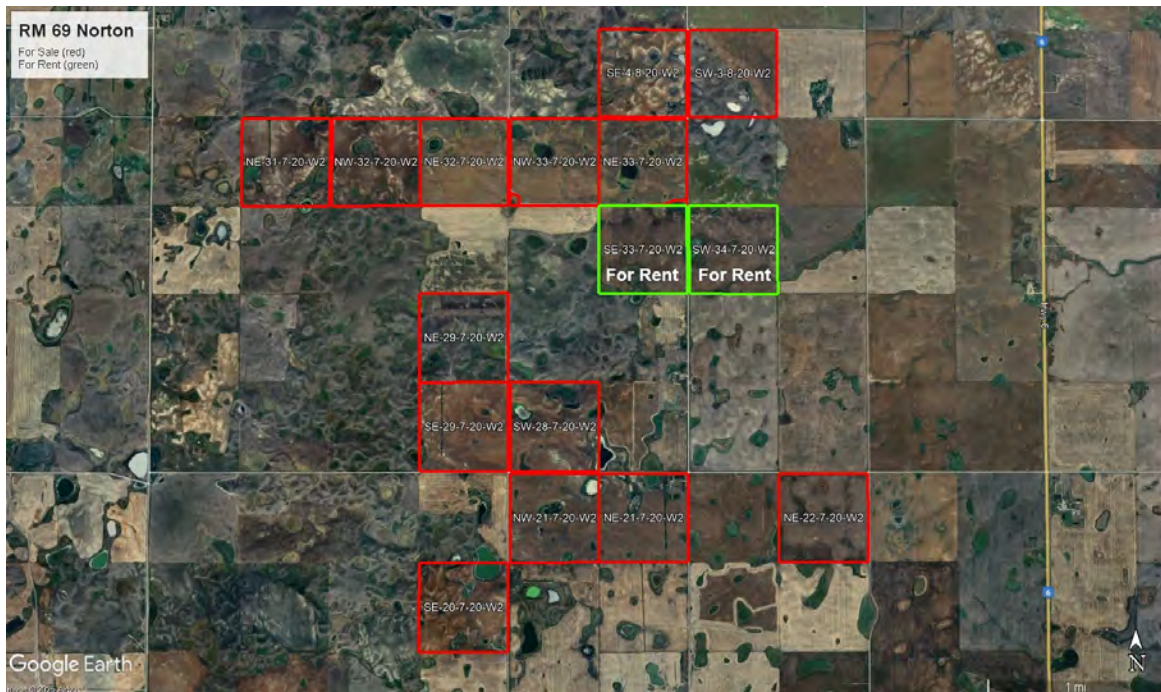 RM 69 Norton
For Sale (red)
For Rent (green)
6
SE-4-8-20-W2
SW-3-8-20-W2
NE-31-7-20-W2
NW-32-7-20-W2
NE-32-7-20-W2
NW-33-7-20-W2
NE-33-7-20-W2
SE-33-7-20-W2
SW-34-7-20-W2
For Rent
For Rent
Hwy 6
NE-29-7-20-W2
SE-29-7-20-W2
SW-28-7-20-W2
NW-21-7-20-W2
NE-21-7-20-W2
NE-22-7-20-W2
SE-20-7-20-W2
6
Google Earth
N
1 mi